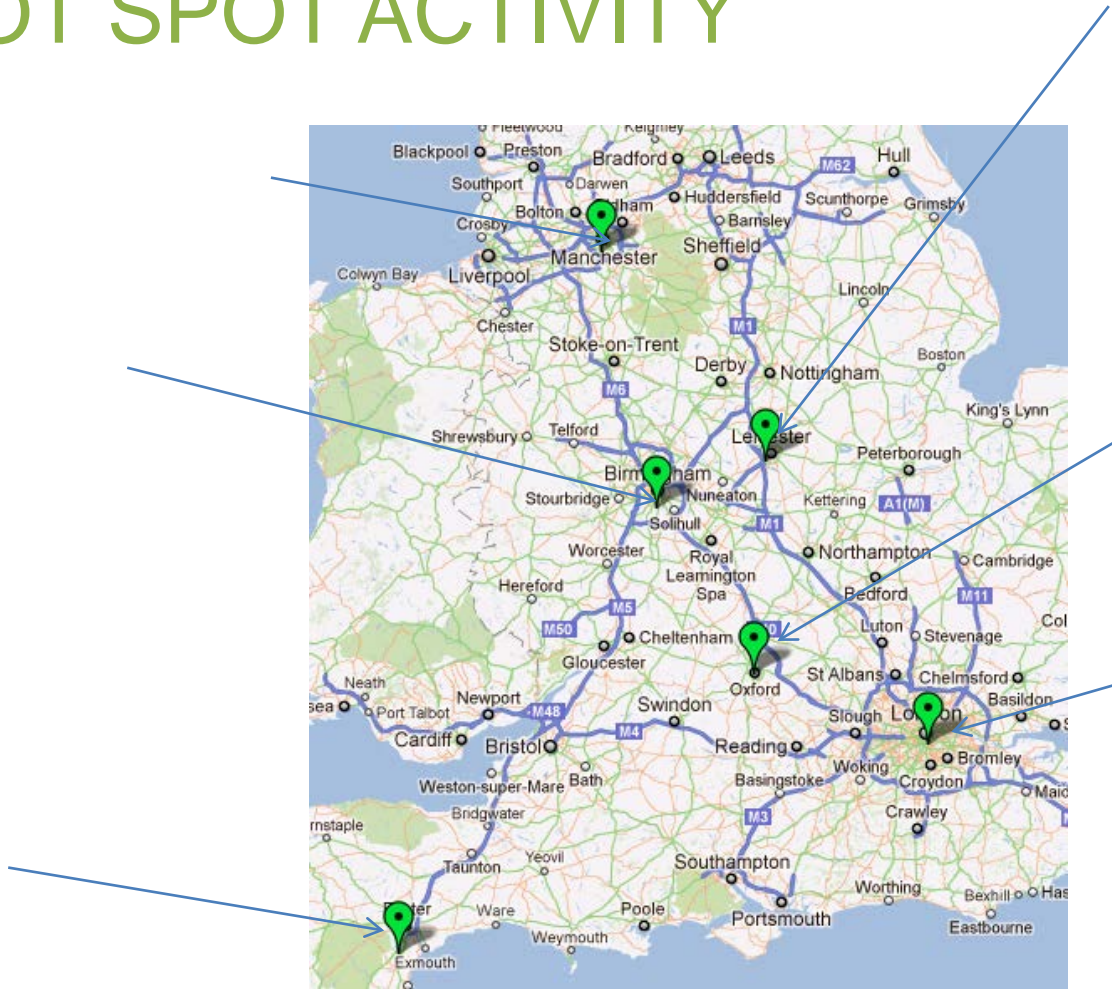 OT SPOT ACTIVITY
Fleetwood
Keighley
Blackpool
Preston
Bradford
Leeds
M62
Hull
Southport
Darwen
Huddersfield
Scunthorpe
Grimsby
Bolton
Barnsley
Crosby
Manchester
Sheffield
Colwyn Bay
Liverpool
Lincoln
Chester
M1
Stoke-on-Trent
Boston
Derby
Nottingham
M6
King's Lynn
Shrewsbury
Telford
Peterborough
Stourbridge
Nuneaton
Kettering
A1(M)
Solihull
M1
Worcester
Royal
Leamington
Spa
Northampton
Cambridge
Hereford
Bedford
M11
M5
M50
Cheltenham
Luton
Stevenage
Col
Gloucester
Neath
Oxford
St Albans
Chelmsford
sea
Port Talbot
Newport
M48
Swindon
Slough
Basildon
Cardiff
Bristol
M4
Reading
Bromley
Weston-super-Mare
Bath
Basingstoke
Woking
Croydon
Maid
Bridgwater
M3
Crawley
rnstaple
Taunton
Yeovil
Southampton
Worthing
Bexhill
Has
Ware
Poole
Portsmouth
Eastbourne
Weymouth
Exmouth